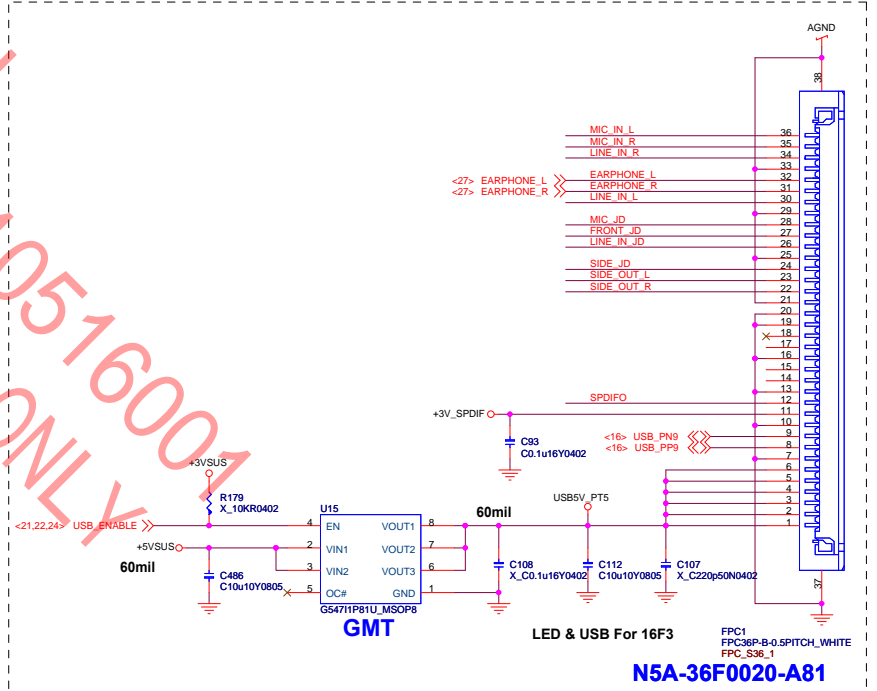 AGND
38
MIC_IN_L 36
MIC_IN_R 35
LINE_IN_R 34
33
<27> EARPHONE_L EARPHONE_L 32
<27> EARPHONE_R EARPHONE_R 31
LINE_IN_L 30
29
MIC_JD 28
FRONT_JD 27
LINE_IN_JD 26
25
SIDE_JD 24
SIDE_OUT_L 23
SIDE_OUT_R 22
21
20
19
18
17
16
15
14
13
SPDIFO 12
+3V_SPDIF 11
10
C93
C0.1u16Y0402
<16> USB_PN9 9
<16> USB_PP9 8
7
6
5
4
3
2
1
37
051600
ONLY
+3VSUS
R179
X_10KR0402
<21,22,24> USB_ENABLE
+5VSUS
60mil
C486
C10u10Y0805
U15
4 EN VOUT1 8
2 VIN1 VOUT2 7
3 VIN2 VOUT3 6
5 OC# GND 1
G547I1P81U_MSOP8
GMT
60mil
USB5V_PT5
C108
X_C0.1u16Y0402
C112
C10u10Y0805
C107
X_C220p50N0402
LED & USB For 16F3
FPC1
FPC36P-B-0.5PITCH_WHITE
FPC_S36_1
N5A-36F0020-A81